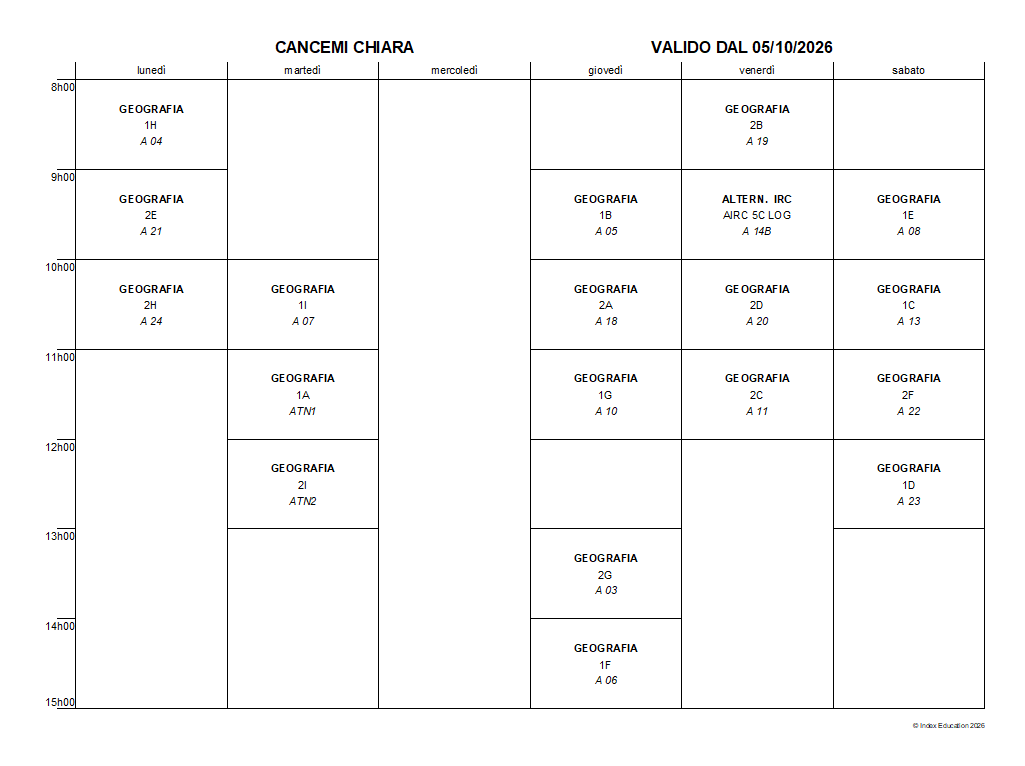 CANCEMI CHIARA VALIDO DAL 05/10/2026
lunedì martedì mercoledì giovedì venerdì sabato
8h00
GEOGRAFIA GEOGRAFIA
1H 2B
A 04 A 19
9h00
GEOGRAFIA GEOGRAFIA ALTERN. IRC GEOGRAFIA
2E 1B AIRC 5C LOG 1E
A 21 A 05 A 14B A 08
10h00
GEOGRAFIA GEOGRAFIA GEOGRAFIA GEOGRAFIA GEOGRAFIA
2H 1I 2A 2D 1C
A 24 A 07 A 18 A 20 A 13
11h00
GEOGRAFIA GEOGRAFIA GEOGRAFIA GEOGRAFIA
1A 1G 2C 2F
ATN1 A 10 A 11 A 22
12h00
GEOGRAFIA GEOGRAFIA
2I 1D
ATN2 A 23
13h00
GEOGRAFIA
2G
A 03
14h00
GEOGRAFIA
1F
A 06
15h00
© Index Education 2026